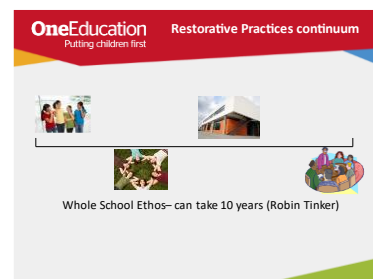 OneEducation
Putting children first
Restorative Practices continuum
Whole School Ethos– can take 10 years (Robin Tinker)